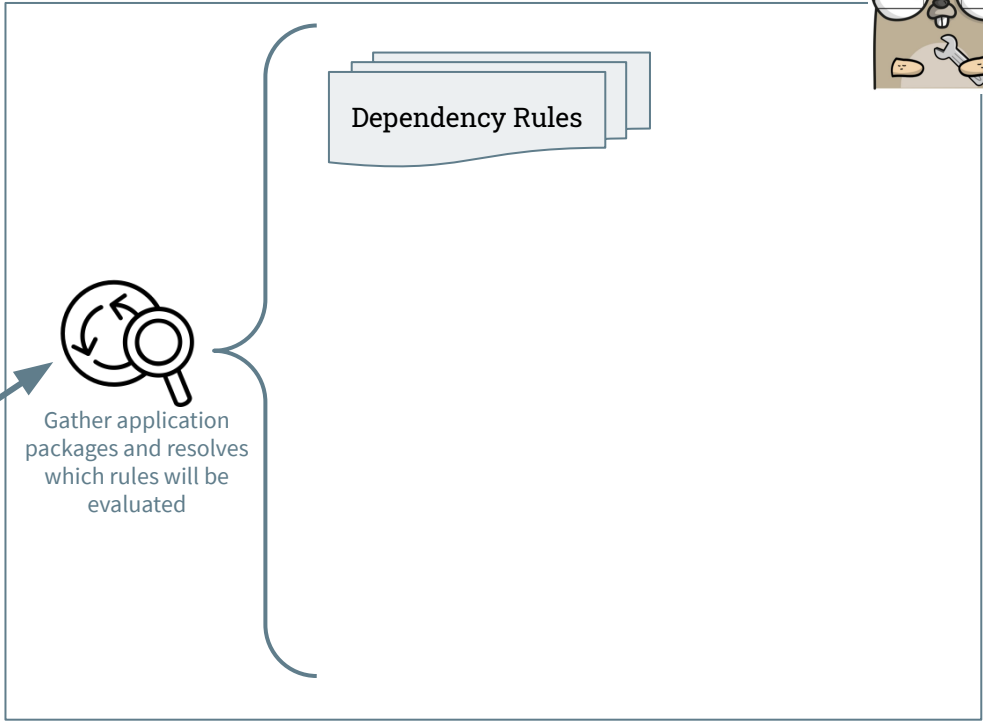 Dependency Rules
Gather application
packages and resolves
which rules will be
evaluated